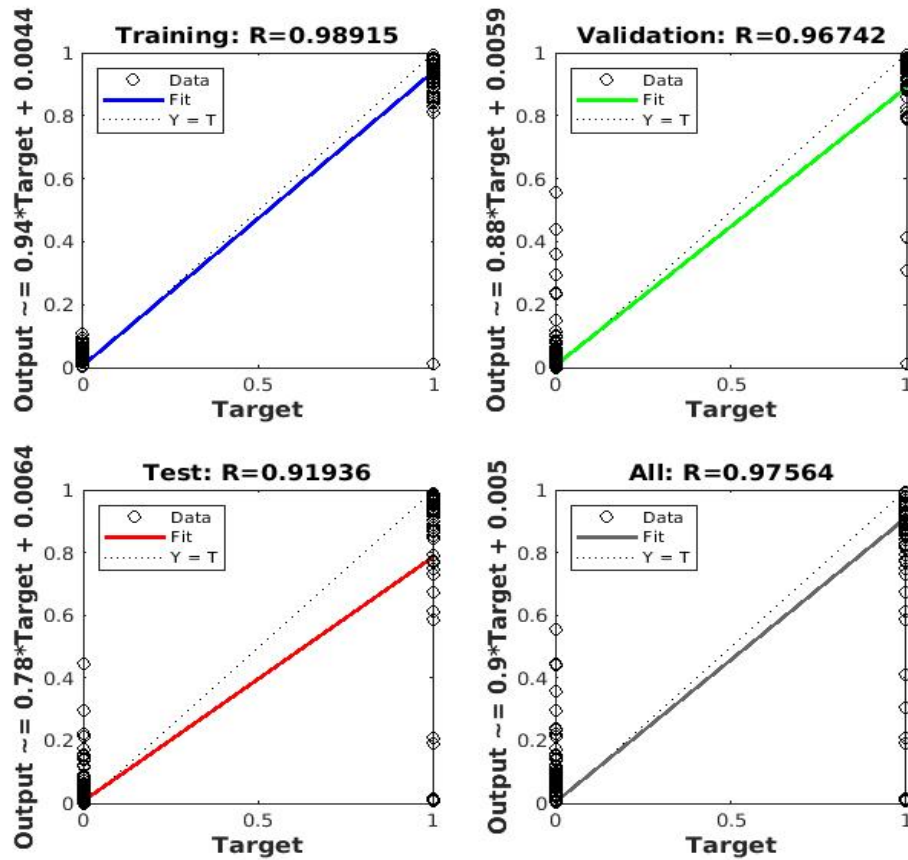 Training: R=0.98915
Output ~= 0.94*Target + 0.0044
1
0.8
0.6
0.4
0.2
0
Data
Fit
Y = T
0
0.5
1
Target
Validation: R=0.96742
Output ~= 0.88*Target + 0.0059
1
0.8
0.6
0.4
0.2
0
Data
Fit
Y = T
0
0.5
1
Target
Test: R=0.91936
Output ~= 0.78*Target + 0.0064
1
0.8
0.6
0.4
0.2
0
Data
Fit
Y = T
0
0.5
1
Target
All: R=0.97564
Output ~= 0.9*Target + 0.005
1
0.8
0.6
0.4
0.2
0
Data
Fit
Y = T
0
0.5
1
Target